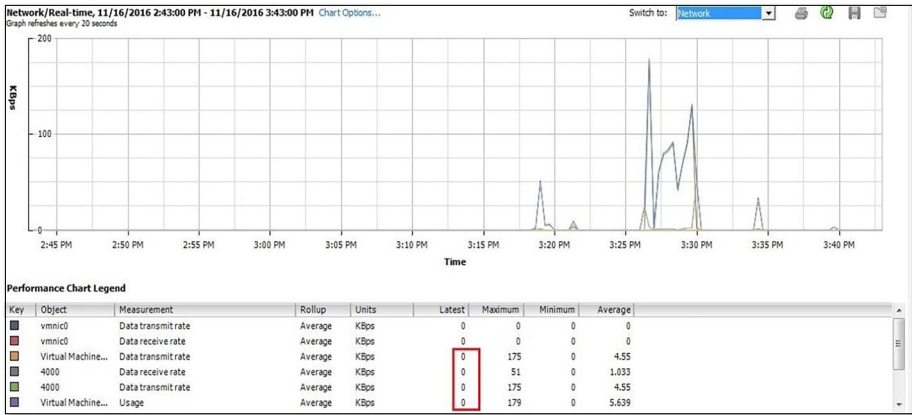 Network/Real-time, 11/16/2016 2:43:00 PM - 11/16/2016 3:43:00 PM Chart Options... Switch to: Network
Graph refreshes every 20 seconds
200
KBps
100
0
2:45 PM 2:50 PM 2:55 PM 3:00 PM 3:05 PM 3:10 PM 3:15 PM 3:20 PM 3:25 PM 3:30 PM 3:35 PM 3:40 PM
Time
Performance Chart Legend
Key Object Measurement Rollup Units Latest Maximum Minimum Average
vmnic0 Data transmit rate Average KBps 0 0 0 0
vmnic0 Data receive rate Average KBps 0 0 0 0
Virtual Machine... Data transmit rate Average KBps 0 175 0 4.55
4000 Data receive rate Average KBps 0 51 0 1.033
4000 Data transmit rate Average KBps 0 175 0 4.55
Virtual Machine... Usage Average KBps 0 179 0 5.639